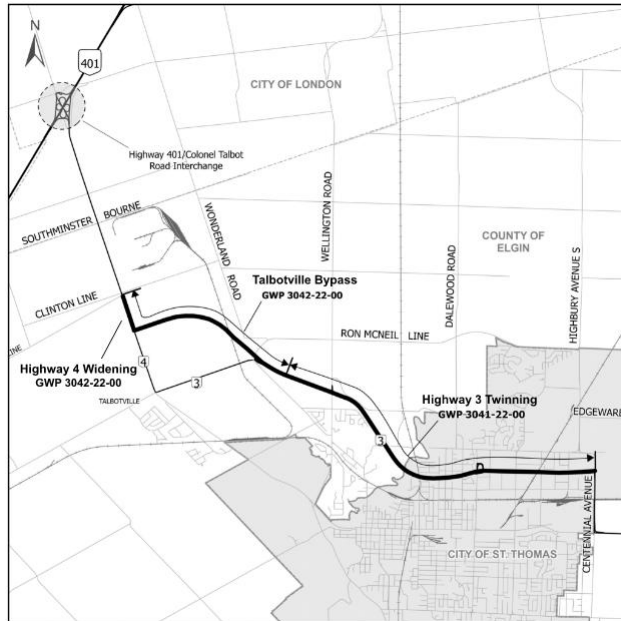 N
401
CITY OF LONDON
Highway 401/Colonel Talbot
Road Interchange
SOUTHMINSTER BOURNE
WONDERLAND ROAD
WELLINGTON ROAD
COUNTY OF
ELGIN
DALEWOOD ROAD
HIGHBURY AVENUE S
CLINTON LINE
Talbotville Bypass
GWP 3042-22-00
RON MCNEIL LINE
Highway 4 Widening
GWP 3042-22-00
4
3
TALBOTVILLE
Highway 3 Twinning
GWP 3041-22-00
3
EDGEWARE
CENTENNIAL AVENUE
CITY OF ST. THOMAS